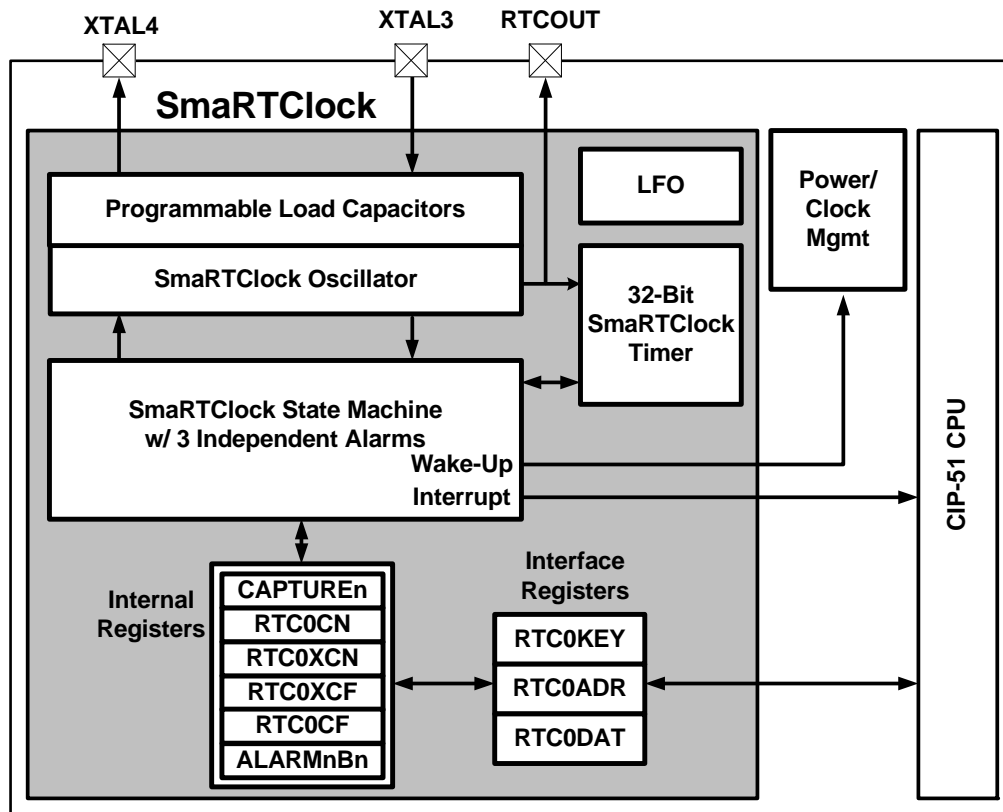 XTAL4
XTAL3
RTCOUT
SmaRTClock
Programmable Load Capacitors
SmaRTClock Oscillator
LFO
32-Bit
SmaRTClock
Timer
Power/
Clock
Mgmt
SmaRTClock State Machine
w/ 3 Independent Alarms
Wake-Up
Interrupt
CIP-51 CPU
Internal
Registers
CAPTUREn
RTC0CN
RTC0XCN
RTC0XCF
RTC0CF
ALARMnBn
Interface
Registers
RTC0KEY
RTC0ADR
RTC0DAT